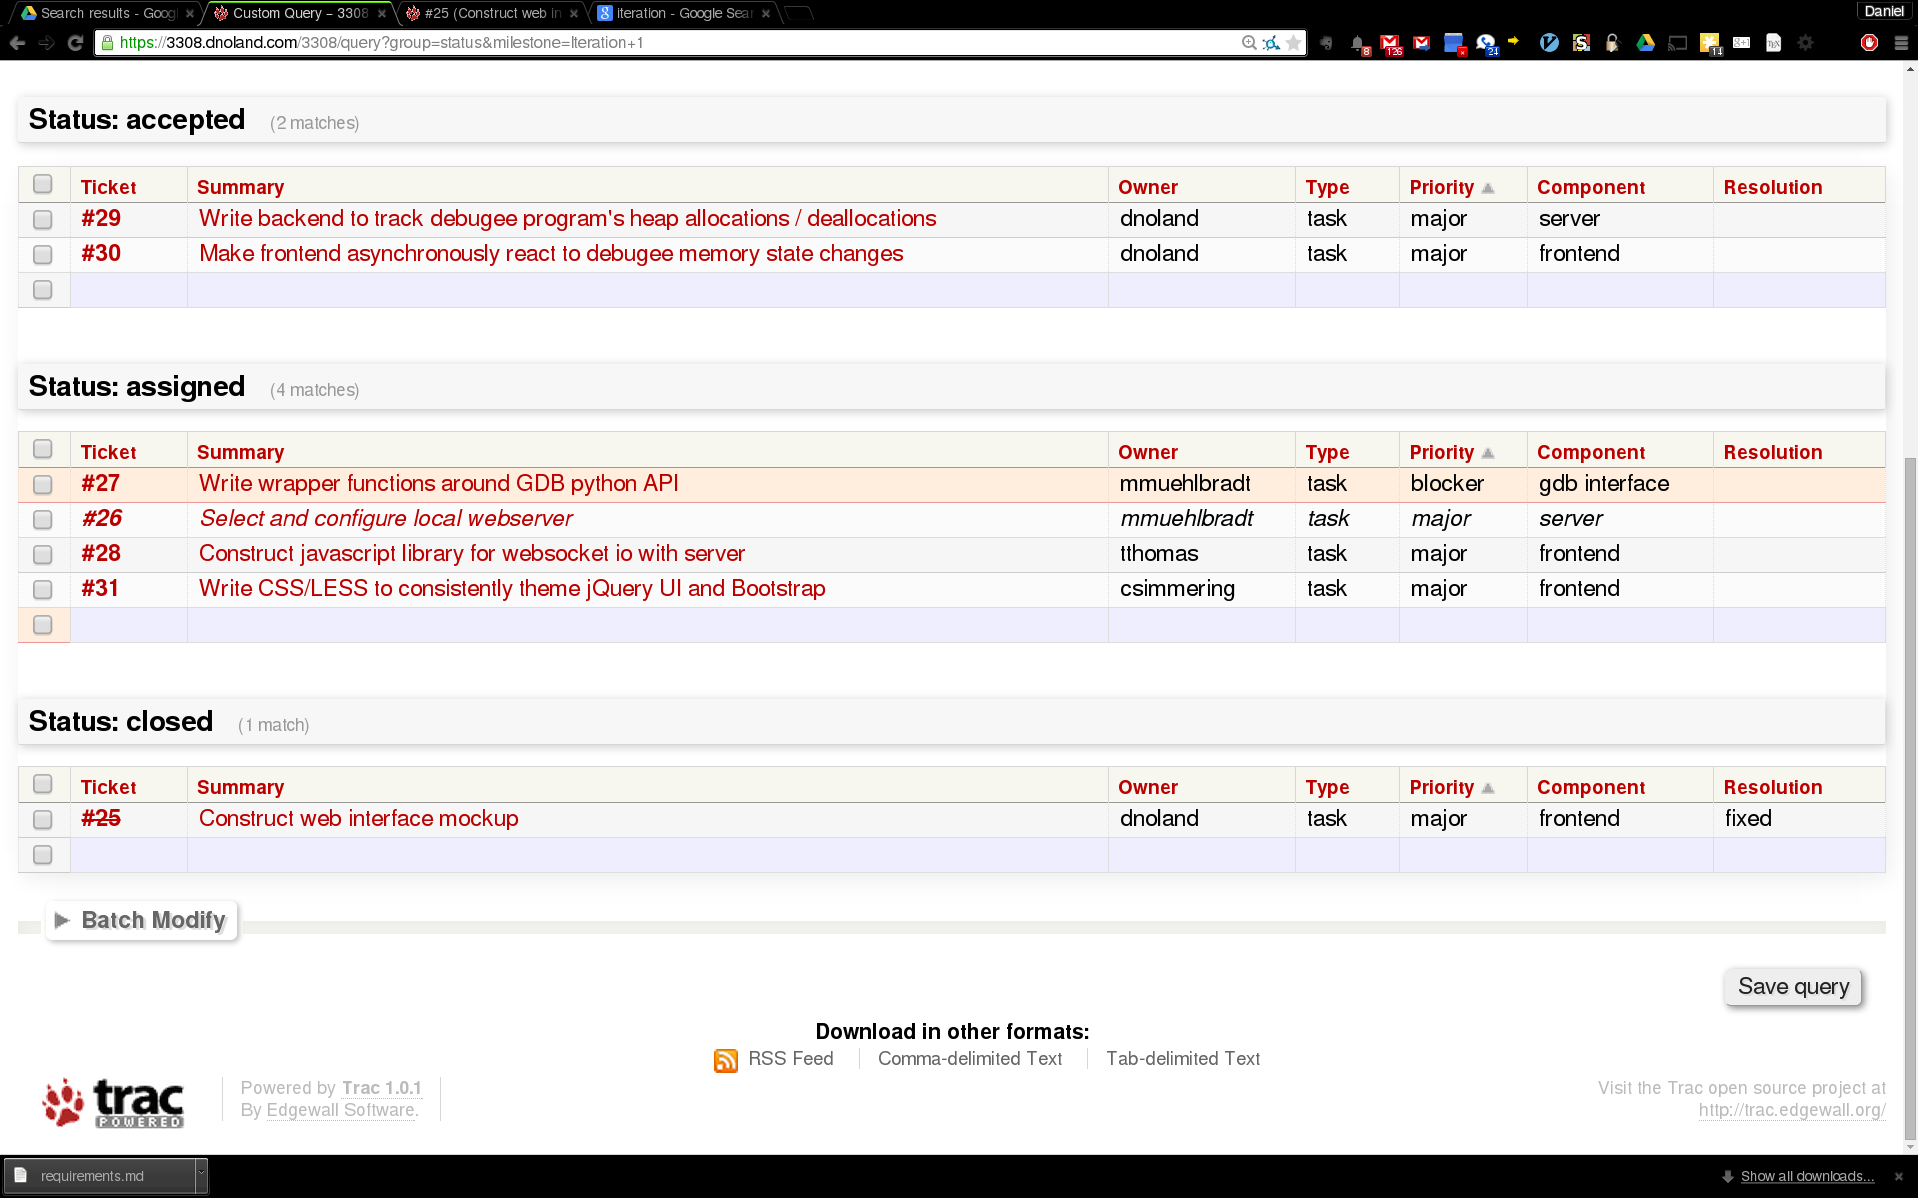 Search results - Goog
Custom Query – 3308
#25 (Construct web in
iteration - Google Sear
Daniel
https://3308.dnoland.com/3308/query?group=status&milestone=Iteration+1
Status: accepted (2 matches)
Ticket Summary Owner Type Priority Component Resolution
#29 Write backend to track debugee program's heap allocations / deallocations dnoland task major server
#30 Make frontend asynchronously react to debugee memory state changes dnoland task major frontend
Status: assigned (4 matches)
Ticket Summary Owner Type Priority Component Resolution
#27 Write wrapper functions around GDB python API mmuehlbradt task blocker gdb interface
#26 Select and configure local webserver mmuehlbradt task major server
#28 Construct javascript library for websocket io with server tthomas task major frontend
#31 Write CSS/LESS to consistently theme jQuery UI and Bootstrap csimmering task major frontend
Status: closed (1 match)
Ticket Summary Owner Type Priority Component Resolution
#25 Construct web interface mockup dnoland task major frontend fixed
Batch Modify
Save query
Download in other formats:
RSS Feed Comma-delimited Text Tab-delimited Text
trac POWERED
Powered by Trac 1.0.1
By Edgewall Software.
Visit the Trac open source project at
http://trac.edgewall.org/
requirements.md
Show all downloads...